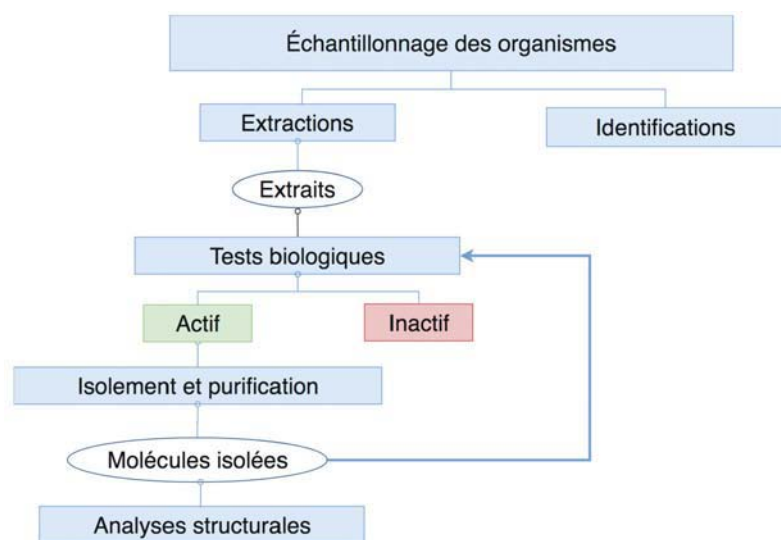 Échantillonnage des organismes
Extractions
Identifications
Extraits
Tests biologiques
Actif
Inactif
Isolement et purification
Molécules isolées
Analyses structurales